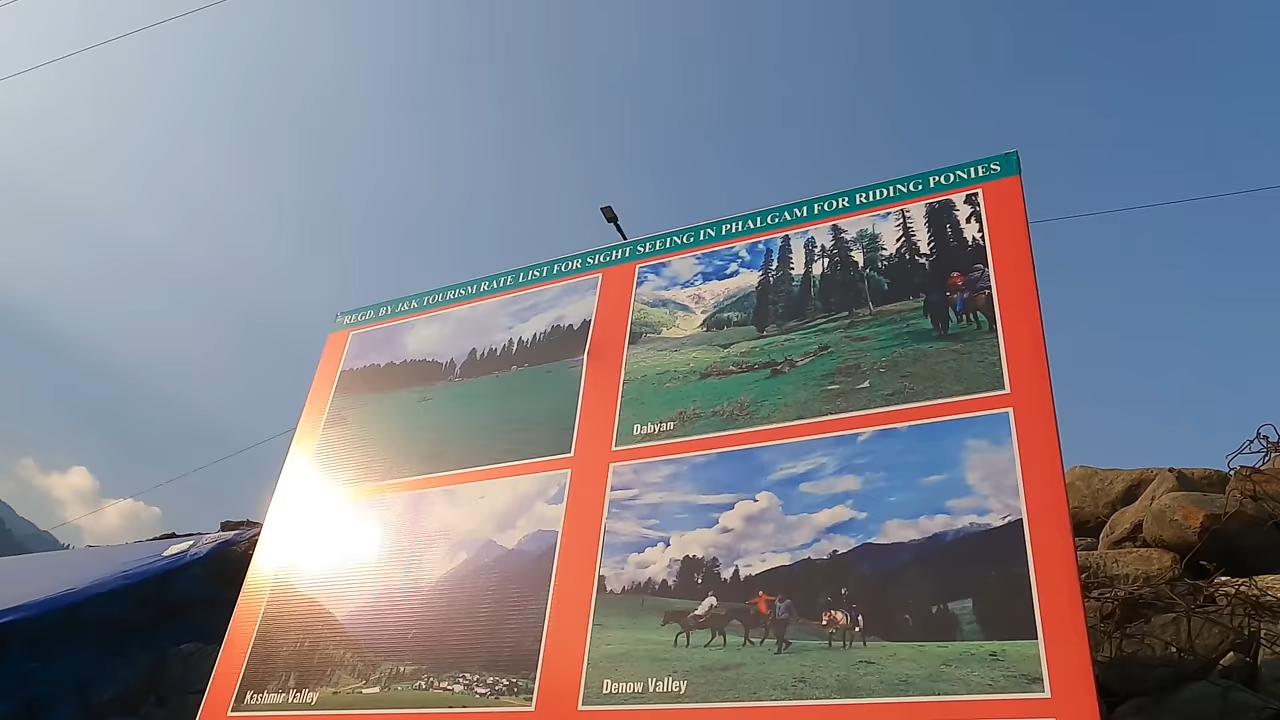 REGD. BY J&K TOURISM RATE LIST FOR SIGHT SEEING IN PHALGAM FOR RIDING PONIES
Dabyan
Kashmir Valley
Denow Valley